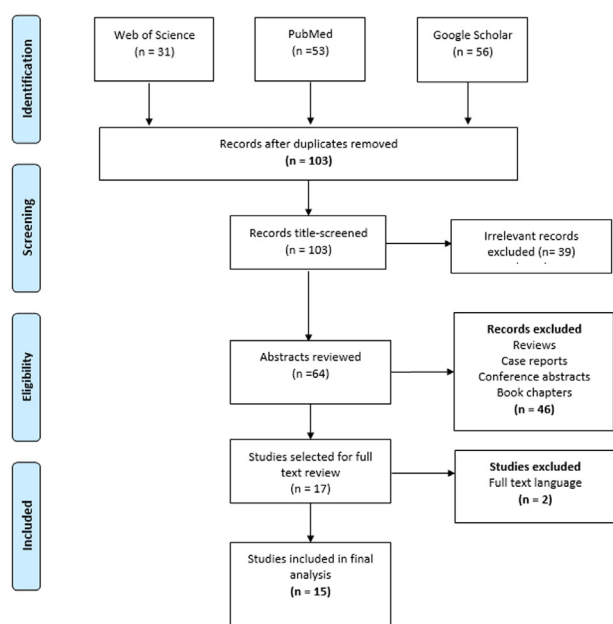 Identification
Web of Science
(n = 31)
PubMed
(n =53)
Google Scholar
(n = 56)
Records after duplicates removed
(n = 103)
Screening
Records title-screened
(n = 103)
Irrelevant records
excluded (n= 39)
Eligibility
Abstracts reviewed
(n =64)
Records excluded
Reviews
Case reports
Conference abstracts
Book chapters
(n = 46)
Studies selected for full
text review
(n = 17)
Studies excluded
Full text language
(n = 2)
Included
Studies included in final
analysis
(n = 15)